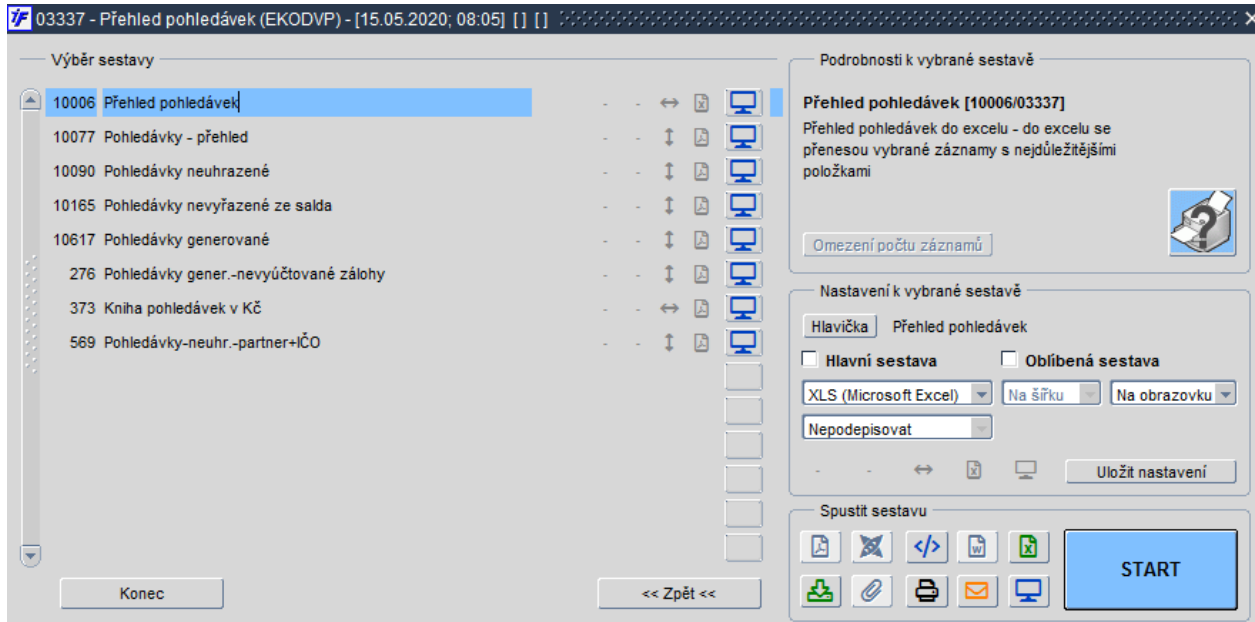 03337 - Přehled pohledávek (EKODVP) - [15.05.2020; 08:05] [ ] [ ]
Výběr sestavy
10006 Přehled pohledávek
10077 Pohledávky - přehled
10090 Pohledávky neuhrazené
10165 Pohledávky nevyřazené ze salda
10617 Pohledávky generované
276 Pohledávky gener.-nevyúčtované zálohy
373 Kniha pohledávek v Kč
569 Pohledávky-neuhr.-partner+IČO
Konec
<< Zpět <<
Podrobnosti k vybrané sestavě
Přehled pohledávek [10006/03337]
Přehled pohledávek do excelu - do excelu se
přenesou vybrané záznamy s nejdůležitějšími
položkami
Omezení počtu záznamů
Nastavení k vybrané sestavě
Hlavička Přehled pohledávek
Hlavní sestava Oblíbená sestava
XLS (Microsoft Excel) Na šířku Na obrazovku
Nepodepisovat
Uložit nastavení
Spustit sestavu
START